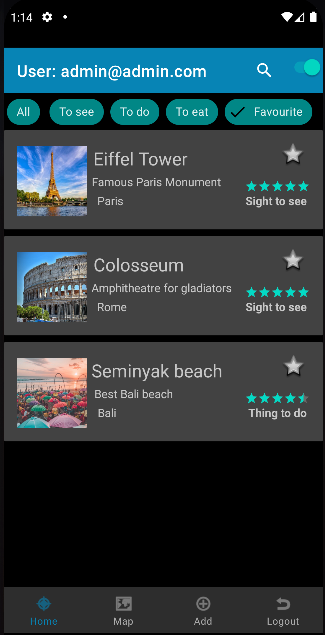 1:14
User: admin@admin.com
All To see To do To eat Favourite
Eiffel Tower
Famous Paris Monument
Paris
Sight to see
Colosseum
Amphitheatre for gladiators
Rome
Sight to see
Seminyak beach
Best Bali beach
Bali
Thing to do
Home Map Add Logout